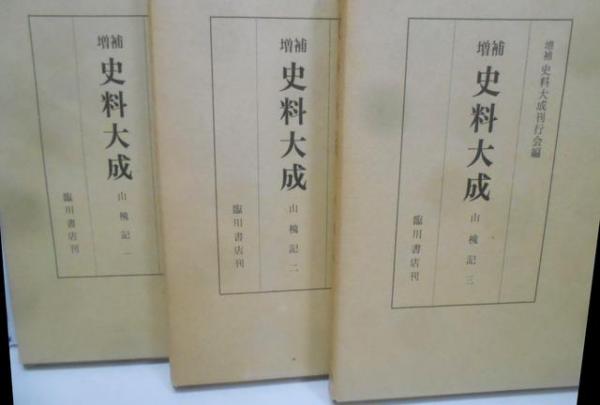 増補
史料大成
山槐記一
臨川書店刊
増補
史料大成
山槐記二
臨川書店刊
増補 史料大成刊行会編
増補
史料大成
山槐記三
臨川書店刊